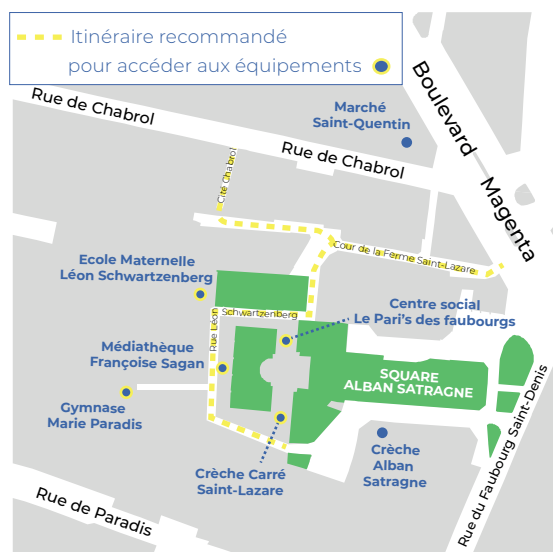 Itinéraire recommandé
pour accéder aux équipements
Boulevard Magenta
Rue de Chabrol
Marché
Saint-Quentin
Rue de Chabrol
Cité Chabrol
Cour de la Ferme Saint-Lazare
Ecole Maternelle
Léon Schwartzenberg
Centre social
Le Pari's des faubourgs
Rue Léon Schwartzenberg
Médiathèque
Françoise Sagan
SQUARE
ALBAN SATRAGNE
Gymnase
Marie Paradis
Rue du Faubourg Saint-Denis
Crèche
Alban
Satragne
Crèche Carré
Saint-Lazare
Rue de Paradis